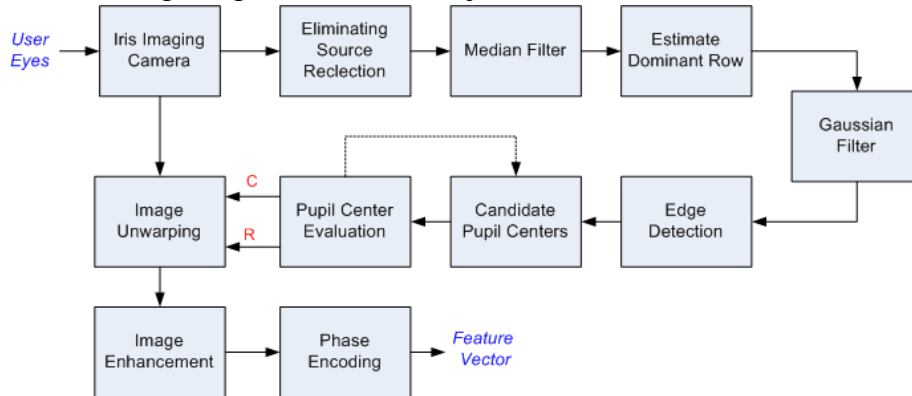 User
Eyes
Iris Imaging
Camera
Eliminating
Source
Reclection
Median Filter
Estimate
Dominant Row
Gaussian
Filter
C
R
Image
Unwarping
Pupil Center
Evaluation
Candidate
Pupil Centers
Edge
Detection
Image
Enhancement
Phase
Encoding
Feature
Vector